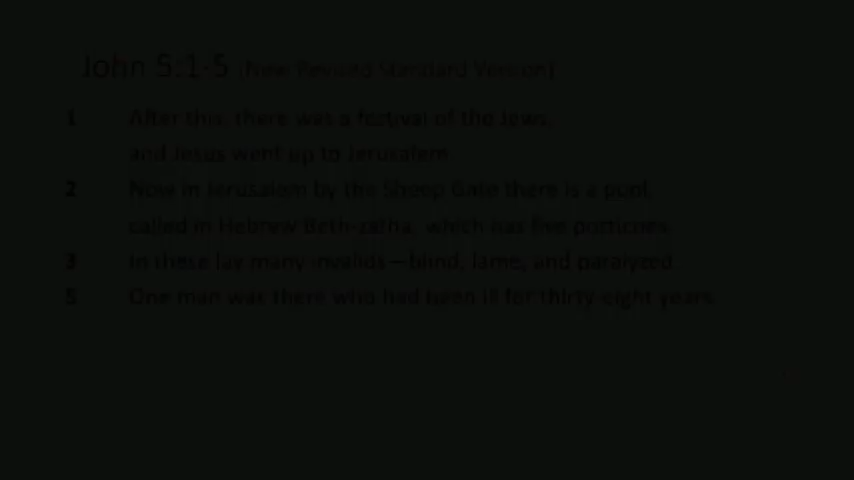 John 5:1-5 [New Revised Standard Version]
1 After this, there was a festival of the Jews,
and Jesus went up to Jerusalem.
2 Now in Jerusalem by the Sheep Gate there is a pool,
called in Hebrew Beth-zatha, which has five porticoes.
3 In these lay many invalids—blind, lame, and paralyzed.
5 One man was there who had been ill for thirty-eight years.